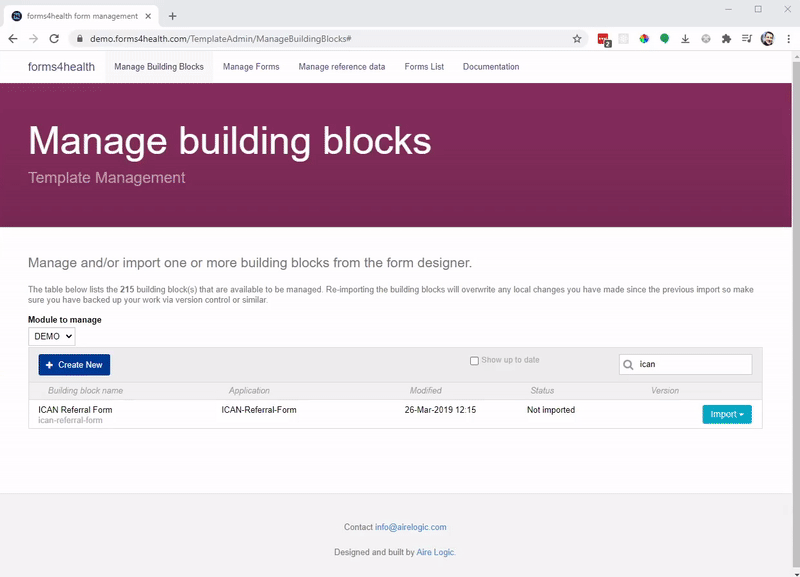 forms4health form management
demo.forms4health.com/TemplateAdmin/ManageBuildingBlocks#
2
forms4health Manage Building Blocks Manage Forms Manage reference data Forms List Documentation
Manage building blocks
Template Management
Manage and/or import one or more building blocks from the form designer.
The table below lists the 215 building block(s) that are available to be managed. Re-importing the building blocks will overwrite any local changes you have made since the previous import so make
sure you have backed up your work via version control or similar.
Module to manage
DEMO
Create New Show up to date ican
Building block name Application Modified Status Version
ICAN Referral Form ICAN-Referral-Form 26-Mar-2019 12:15 Not imported Import
ican-referral-form
Contact info@airelogic.com
Designed and built by Aire Logic.